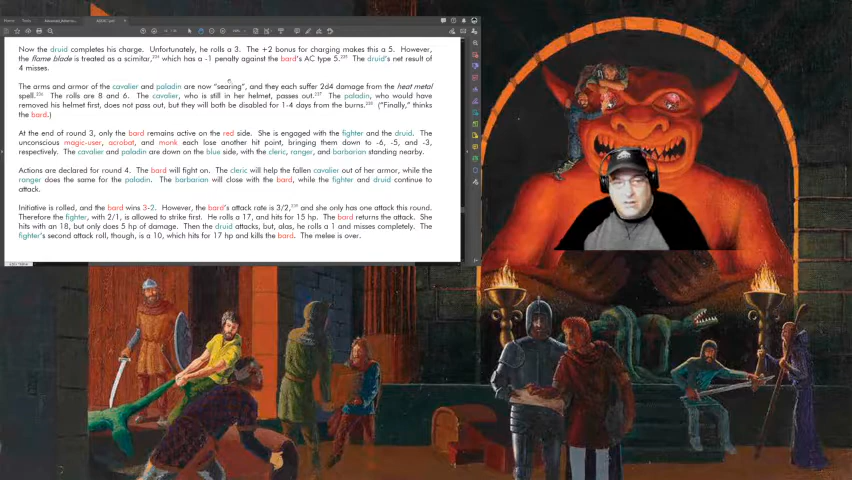 Now the druid completes his charge. Unfortunately, he rolls a 3. The +2 bonus for charging makes this a 5. However,
the flame blade is treated as a scimitar, which has a -1 penalty against the bard's AC type 5. The druid's net result of
4 misses.
The arms and armor of the cavalier and paladin are now "searing", and they each suffer 2d4 damage from the heat metal
spell. The rolls are 8 and 6. The cavalier, who is still in her helmet, passes out. The paladin, who would have
removed his helmet first, does not pass out, but they will both be disabled for 1-4 days from the burns. ("Finally," thinks
the bard.)
At the end of round 3, only the bard remains active on the red side. She is engaged with the fighter and the druid. The
unconscious magic-user, acrobat, and monk each lose another hit point, bringing them down to -6, -5, and -3,
respectively. The cavalier and paladin are down on the blue side, with the cleric, ranger, and barbarian standing nearby.
Actions are declared for round 4. The bard will fight on. The cleric will help the fallen cavalier out of her armor, while the
ranger does the same for the paladin. The barbarian will close with the bard, while the fighter and druid continue to
attack.
Initiative is rolled, and the bard wins 3-2. However, the bard's attack rate is 3/2, and she only has one attack this round.
Therefore the fighter, with 2/1, is allowed to strike first. He rolls a 17, and hits for 15 hp. The bard returns the attack. She
hits with an 18, but only does 5 hp of damage. Then the druid attacks, but, alas, he rolls a 1 and misses completely. The
fighter's second attack roll, though, is a 10, which hits for 17 hp and kills the bard. The melee is over.